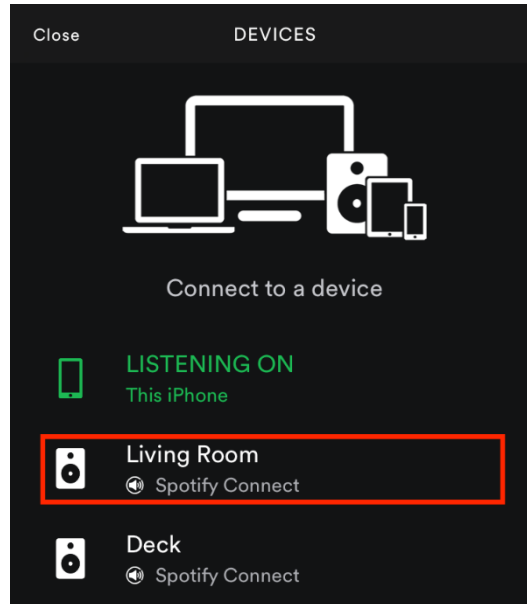 Close
DEVICES
Connect to a device
LISTENING ON
This iPhone
Living Room
Spotify Connect
Deck
Spotify Connect